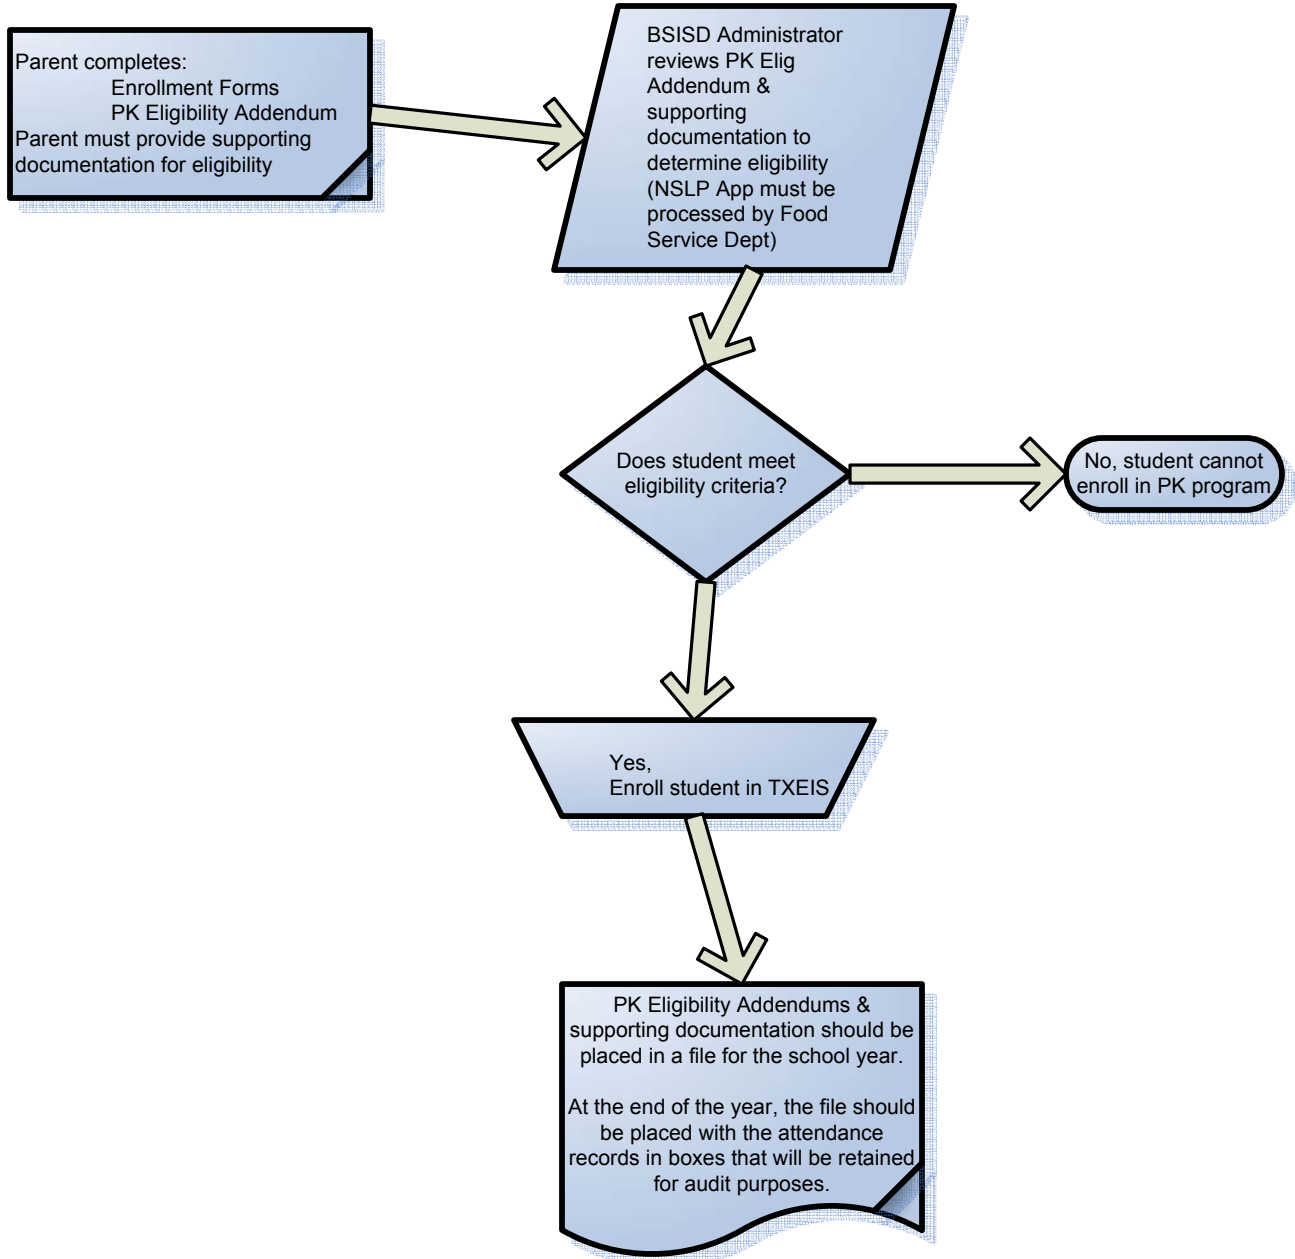 Parent completes:
Enrollment Forms
PK Eligibility Addendum
Parent must provide supporting
documentation for eligibility
BSISD Administrator
reviews PK Elig
Addendum &
supporting
documentation to
determine eligibility
(NSLP App must be
processed by Food
Service Dept)
Does student meet
eligibility criteria?
No, student cannot
enroll in PK program
Yes,
Enroll student in TXEIS
PK Eligibility Addendums &
supporting documentation should be
placed in a file for the school year.
At the end of the year, the file should
be placed with the attendance
records in boxes that will be retained
for audit purposes.